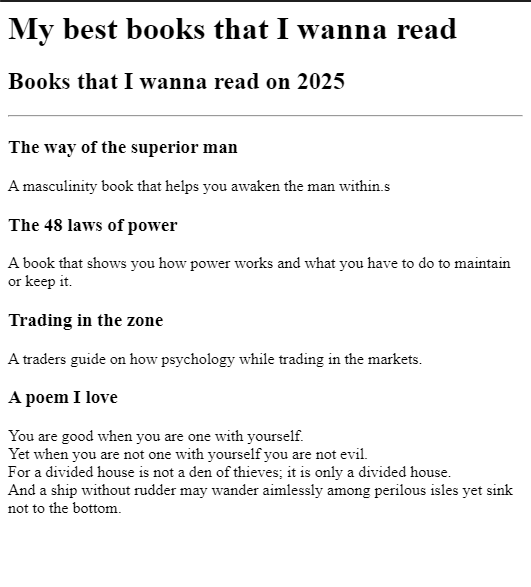 My best books that I wanna read
Books that I wanna read on 2025
The way of the superior man
A masculinity book that helps you awaken the man within.s
The 48 laws of power
A book that shows you how power works and what you have to do to maintain
or keep it.
Trading in the zone
A traders guide on how psychology while trading in the markets.
A poem I love
You are good when you are one with yourself.
Yet when you are not one with yourself you are not evil.
For a divided house is not a den of thieves; it is only a divided house.
And a ship without rudder may wander aimlessly among perilous isles yet sink
not to the bottom.